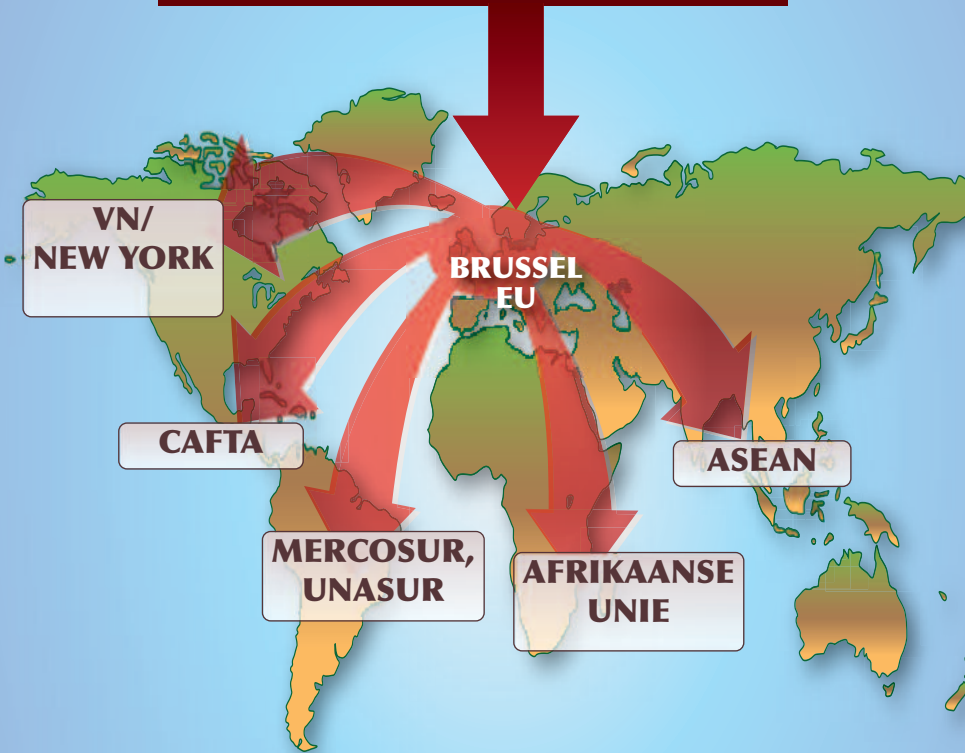 VN/
NEW YORK
BRUSSEL
EU
CAFTA
ASEAN
MERCOSUR,
UNASUR
AFRIKAANSE
UNIE